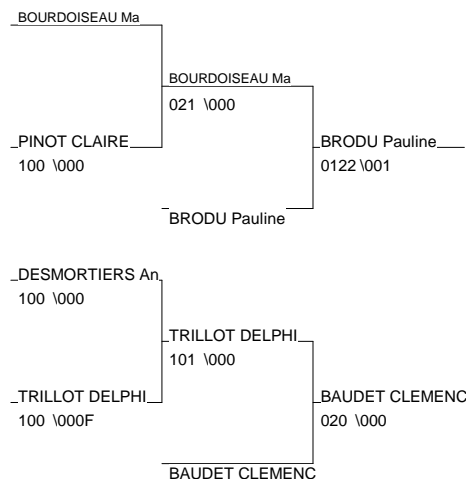 BOURDOISEAU Ma
BOURDOISEAU Ma
021 \000
PINOT CLAIRE
100 \000
BRODU Pauline
0122 \001
BRODU Pauline
DESMORTIERS An
100 \000
TRILLOT DELPHI
101 \000
TRILLOT DELPHI
100 \000F
BAUDET CLEMENC
020 \000
BAUDET CLEMENC